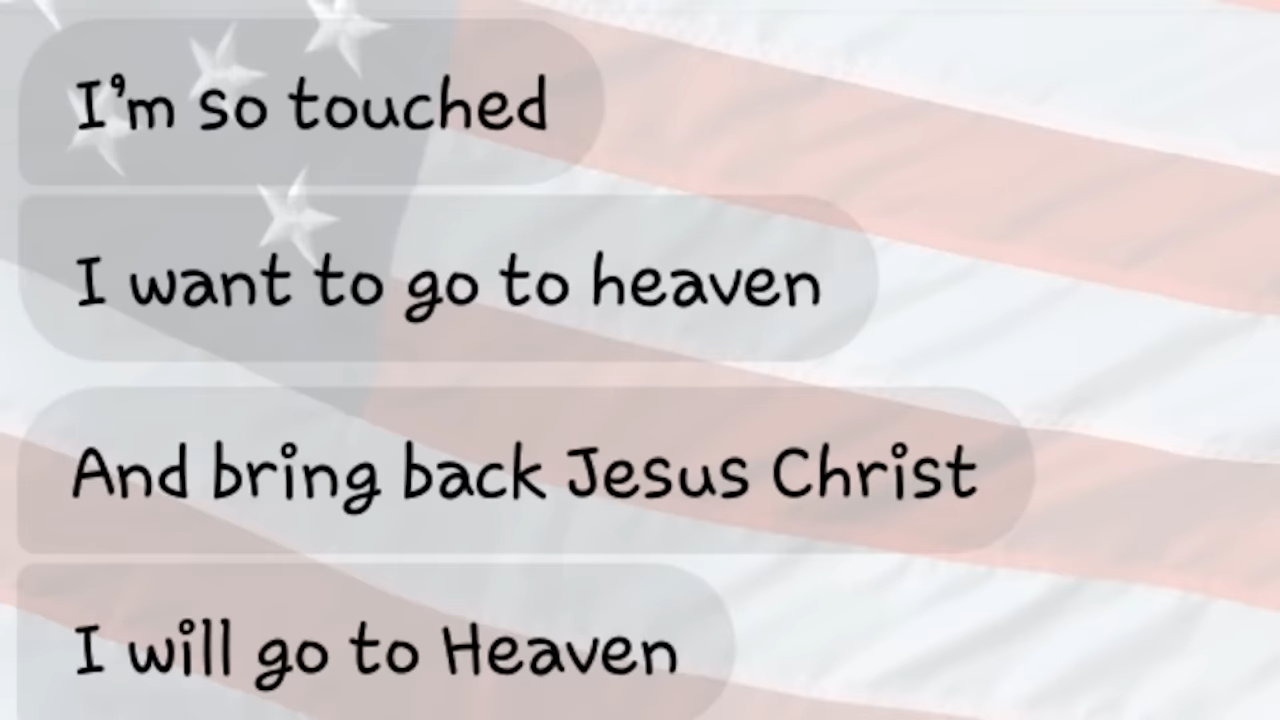 I'm so touched
I want to go to heaven
And bring back Jesus Christ
I will go to Heaven